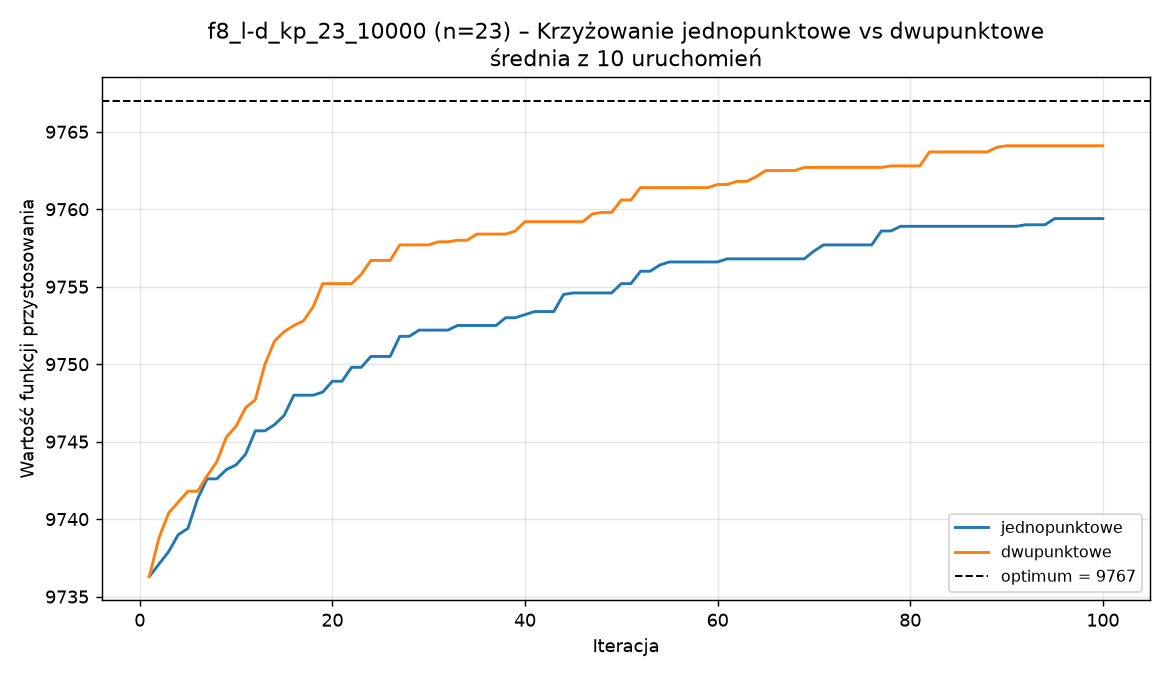 f8_l-d_kp_23_10000 (n=23) – Krzyżowanie jednopunktowe vs dwupunktowe
średnia z 10 uruchomień
Wartość funkcji przystosowania
9765
9760
9755
9750
9745
9740
9735
0
20
40
60
80
100
Iteracja
jednopunktowe
dwupunktowe
optimum = 9767